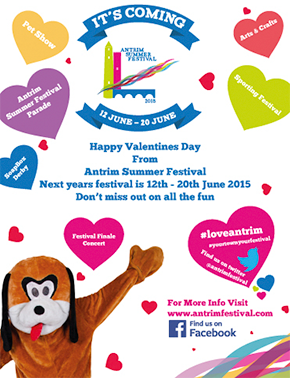 IT'S COMING
Pet Show
Arts & Crafts
ANTRIM
SUMMER
FESTIVAL
2015
Antrim
Summer Festival
Parade
Sporting Festival
12 JUNE - 20 JUNE
Soapbox
Derby
Happy Valentines Day
From
Antrim Summer Festival
Next years festival is 12th - 20th June 2015
Don't miss out on all the fun
Festival Finale
Concert
#loveantrim
#yourtownyourfestival
Find us on twitter
@antrimfestival
For More Info Visit
www.antrimfestival.com
f Find us on
Facebook